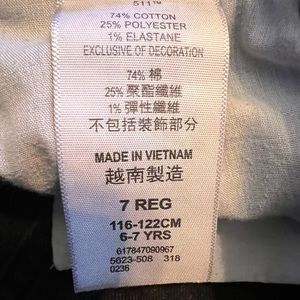 511™
74% COTTON
25% POLYESTER
1% ELASTANE
EXCLUSIVE OF DECORATION
74% 棉
25% 聚酯纖維
1% 彈性纖維
不包括裝飾部分
MADE IN VIETNAM
越南製造
7 REG
116-122CM
6-7 YRS
617847090967
5623-508 318
0236